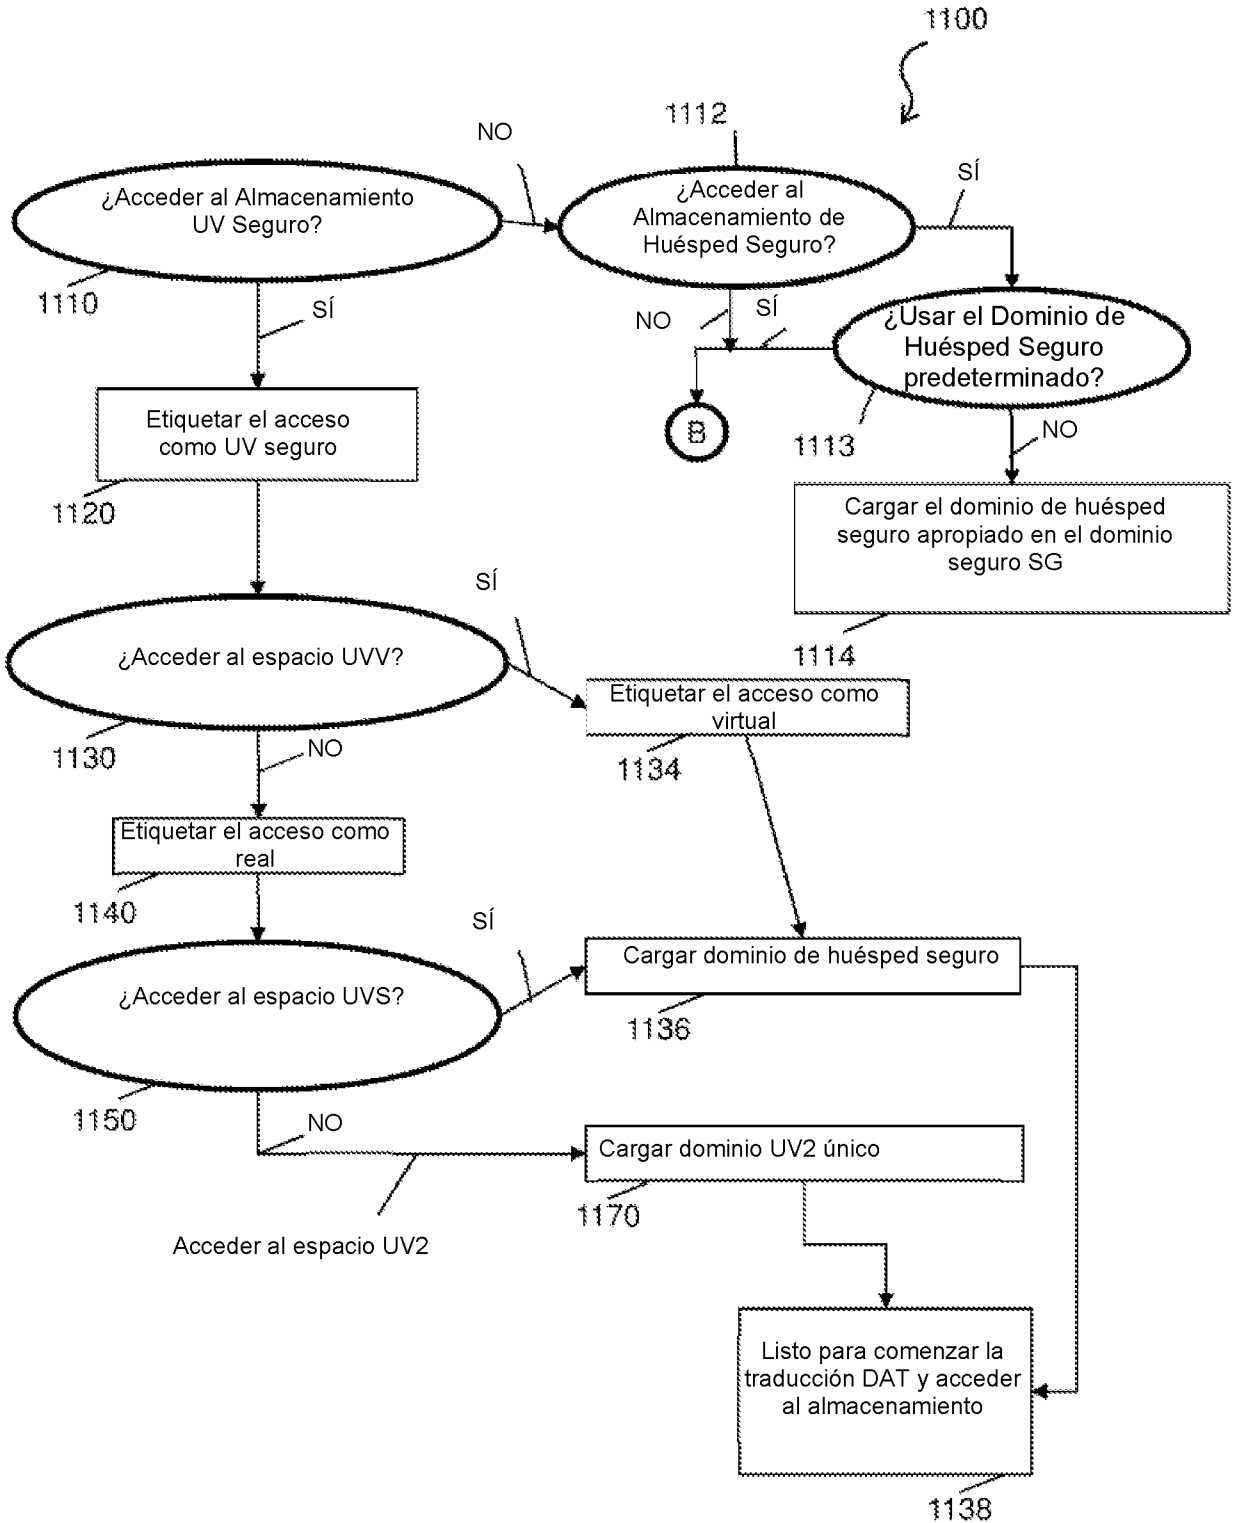 1100
1112
NO
SÍ
¿Acceder al Almacenamiento
UV Seguro?
¿Acceder al
Almacenamiento de
Huésped Seguro?
1110
SÍ
NO
SÍ
¿Usar el Dominio de
Huésped Seguro
predeterminado?
B
1113
NO
Etiquetar el acceso
como UV seguro
1120
Cargar el dominio de huésped
seguro apropiado en el dominio
seguro SG
1114
SÍ
¿Acceder al espacio UVV?
1130
NO
Etiquetar el acceso como
virtual
1134
Etiquetar el acceso como
real
1140
SÍ
¿Acceder al espacio UVS?
1150
Cargar dominio de huésped seguro
1136
NO
Cargar dominio UV2 único
1170
Acceder al espacio UV2
Listo para comenzar la
traducción DAT y acceder
al almacenamiento
1138